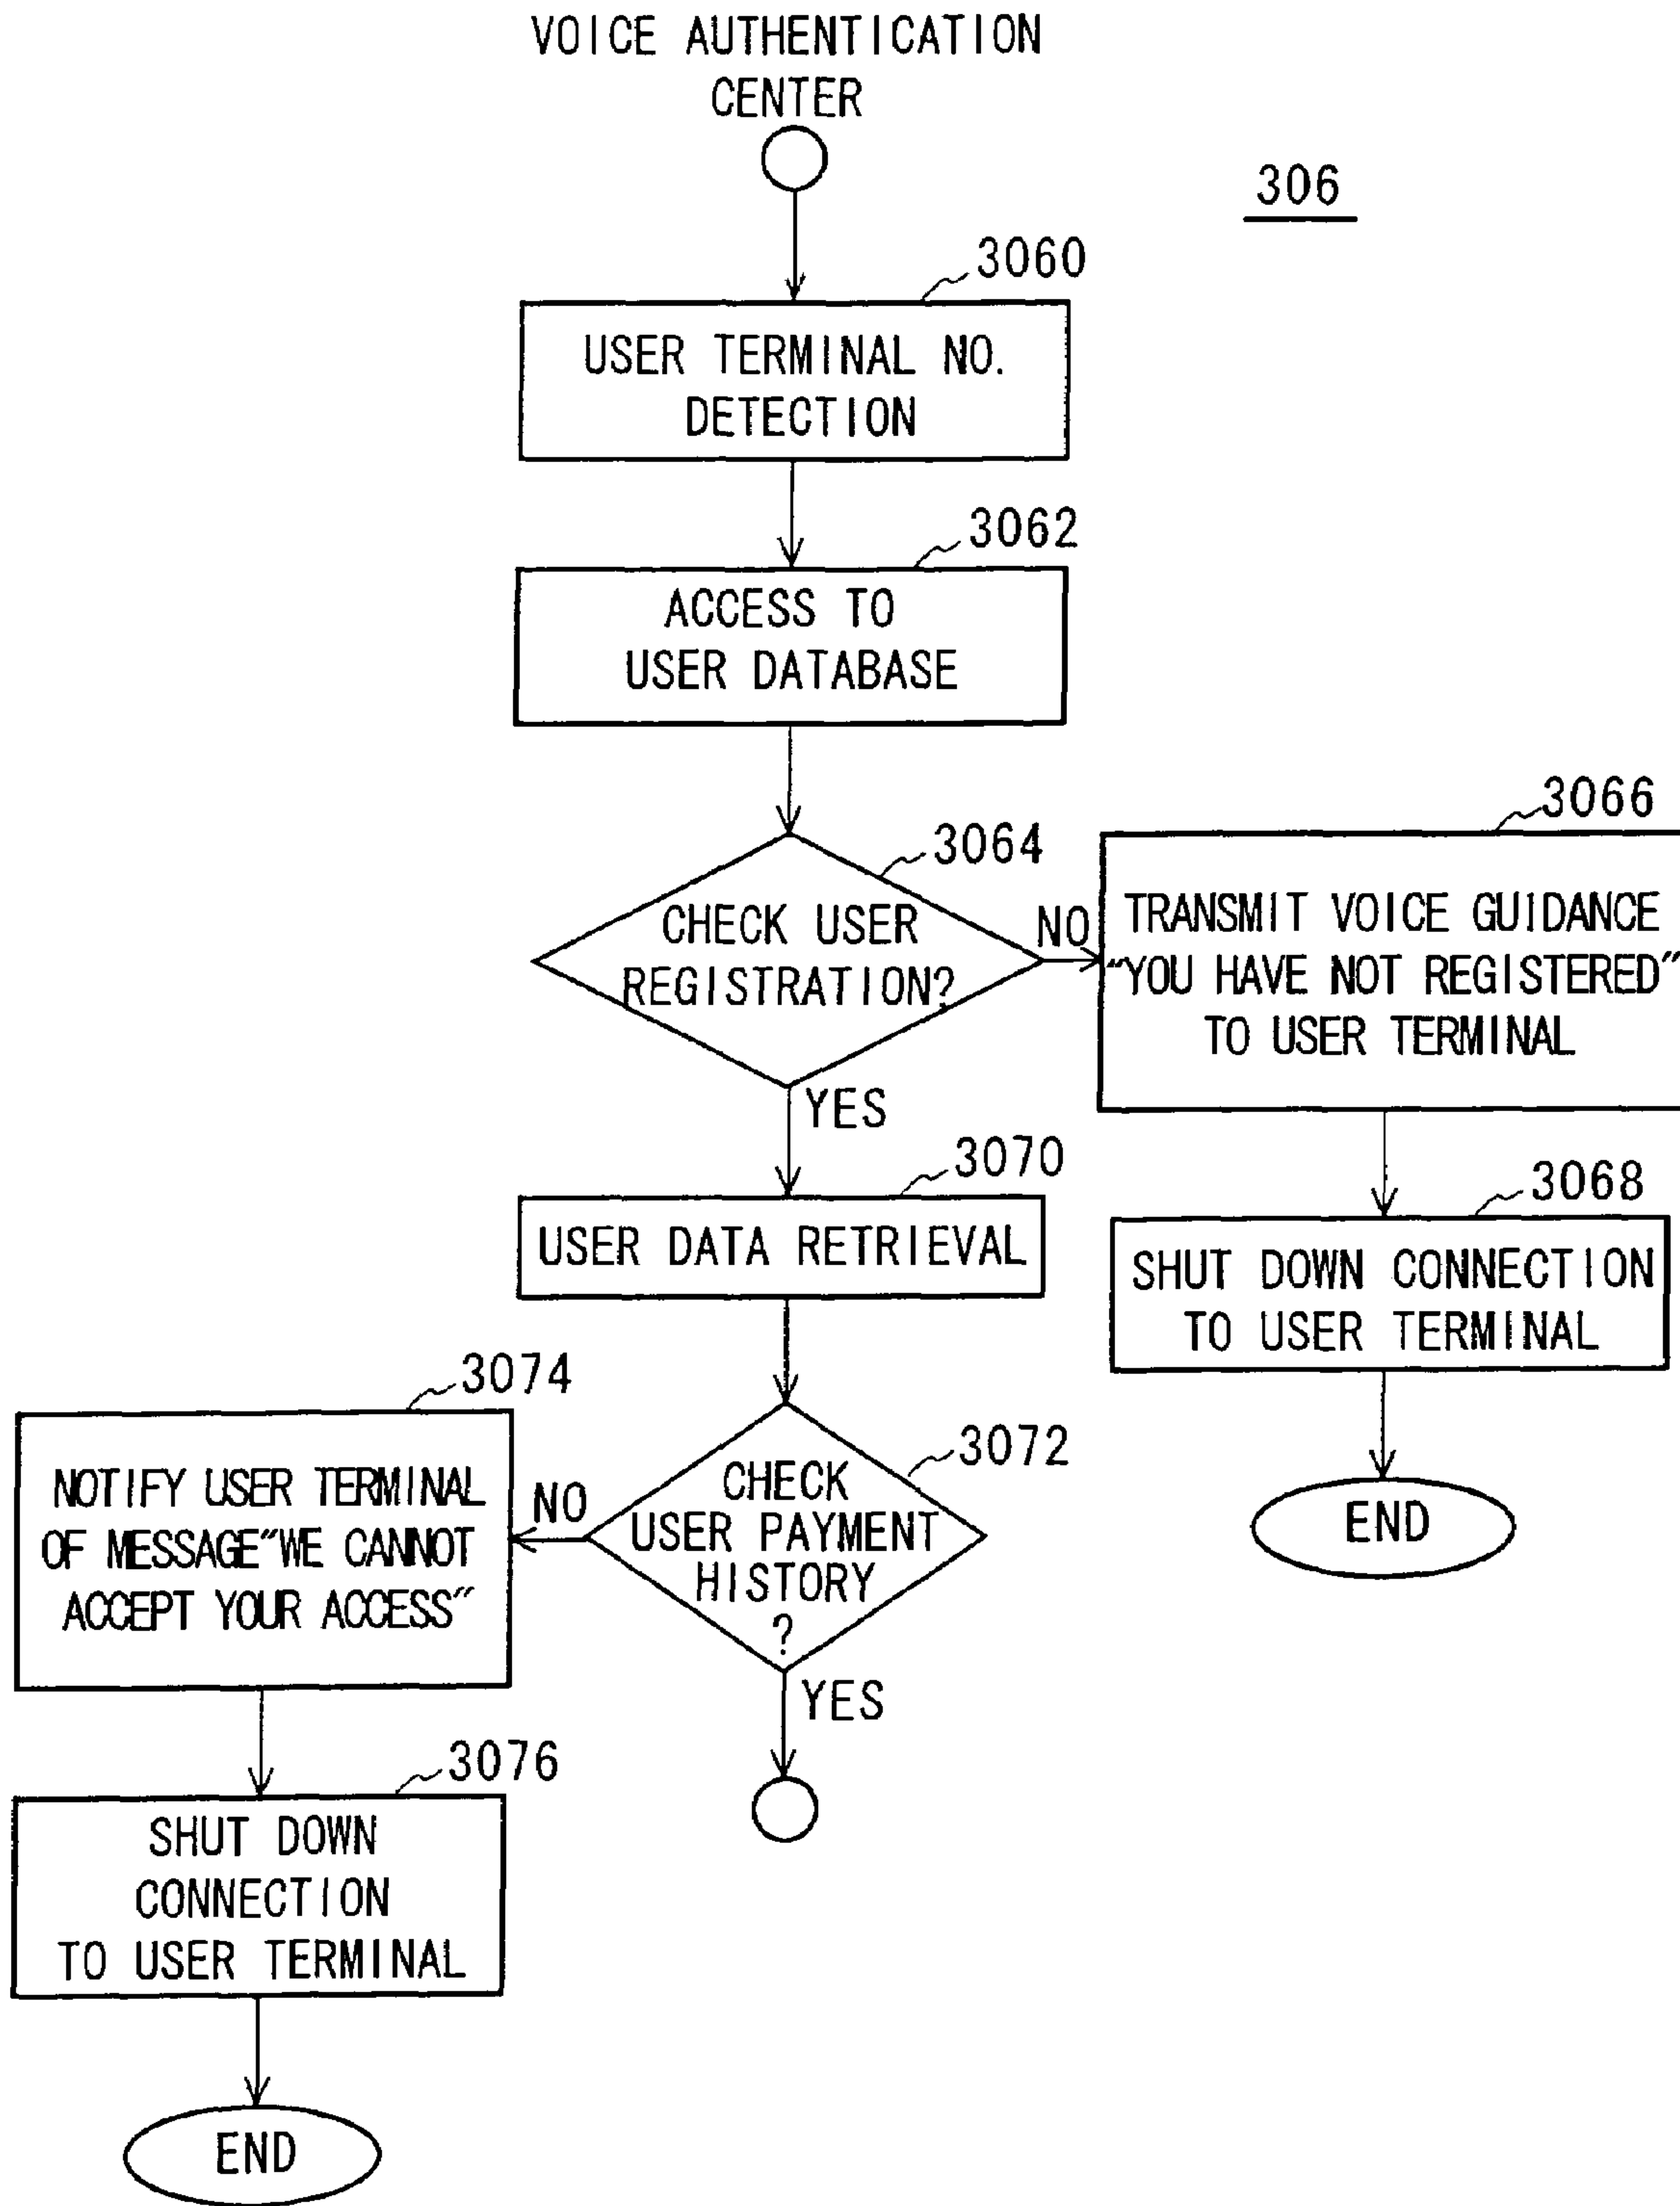 VOICE AUTHENTICATION
CENTER
306
3060
USER TERMINAL NO.
DETECTION
3062
ACCESS TO
USER DATABASE
3064
CHECK USER
REGISTRATION?
NO
YES
3066
TRANSMIT VOICE GUIDANCE
"YOU HAVE NOT REGISTERED"
TO USER TERMINAL
3068
SHUT DOWN CONNECTION
TO USER TERMINAL
END
3070
USER DATA RETRIEVAL
3072
CHECK
USER PAYMENT
HISTORY
?
NO
YES
3074
NOTIFY USER TERMINAL
OF MESSAGE"WE CANNOT
ACCEPT YOUR ACCESS"
3076
SHUT DOWN
CONNECTION
TO USER TERMINAL
END